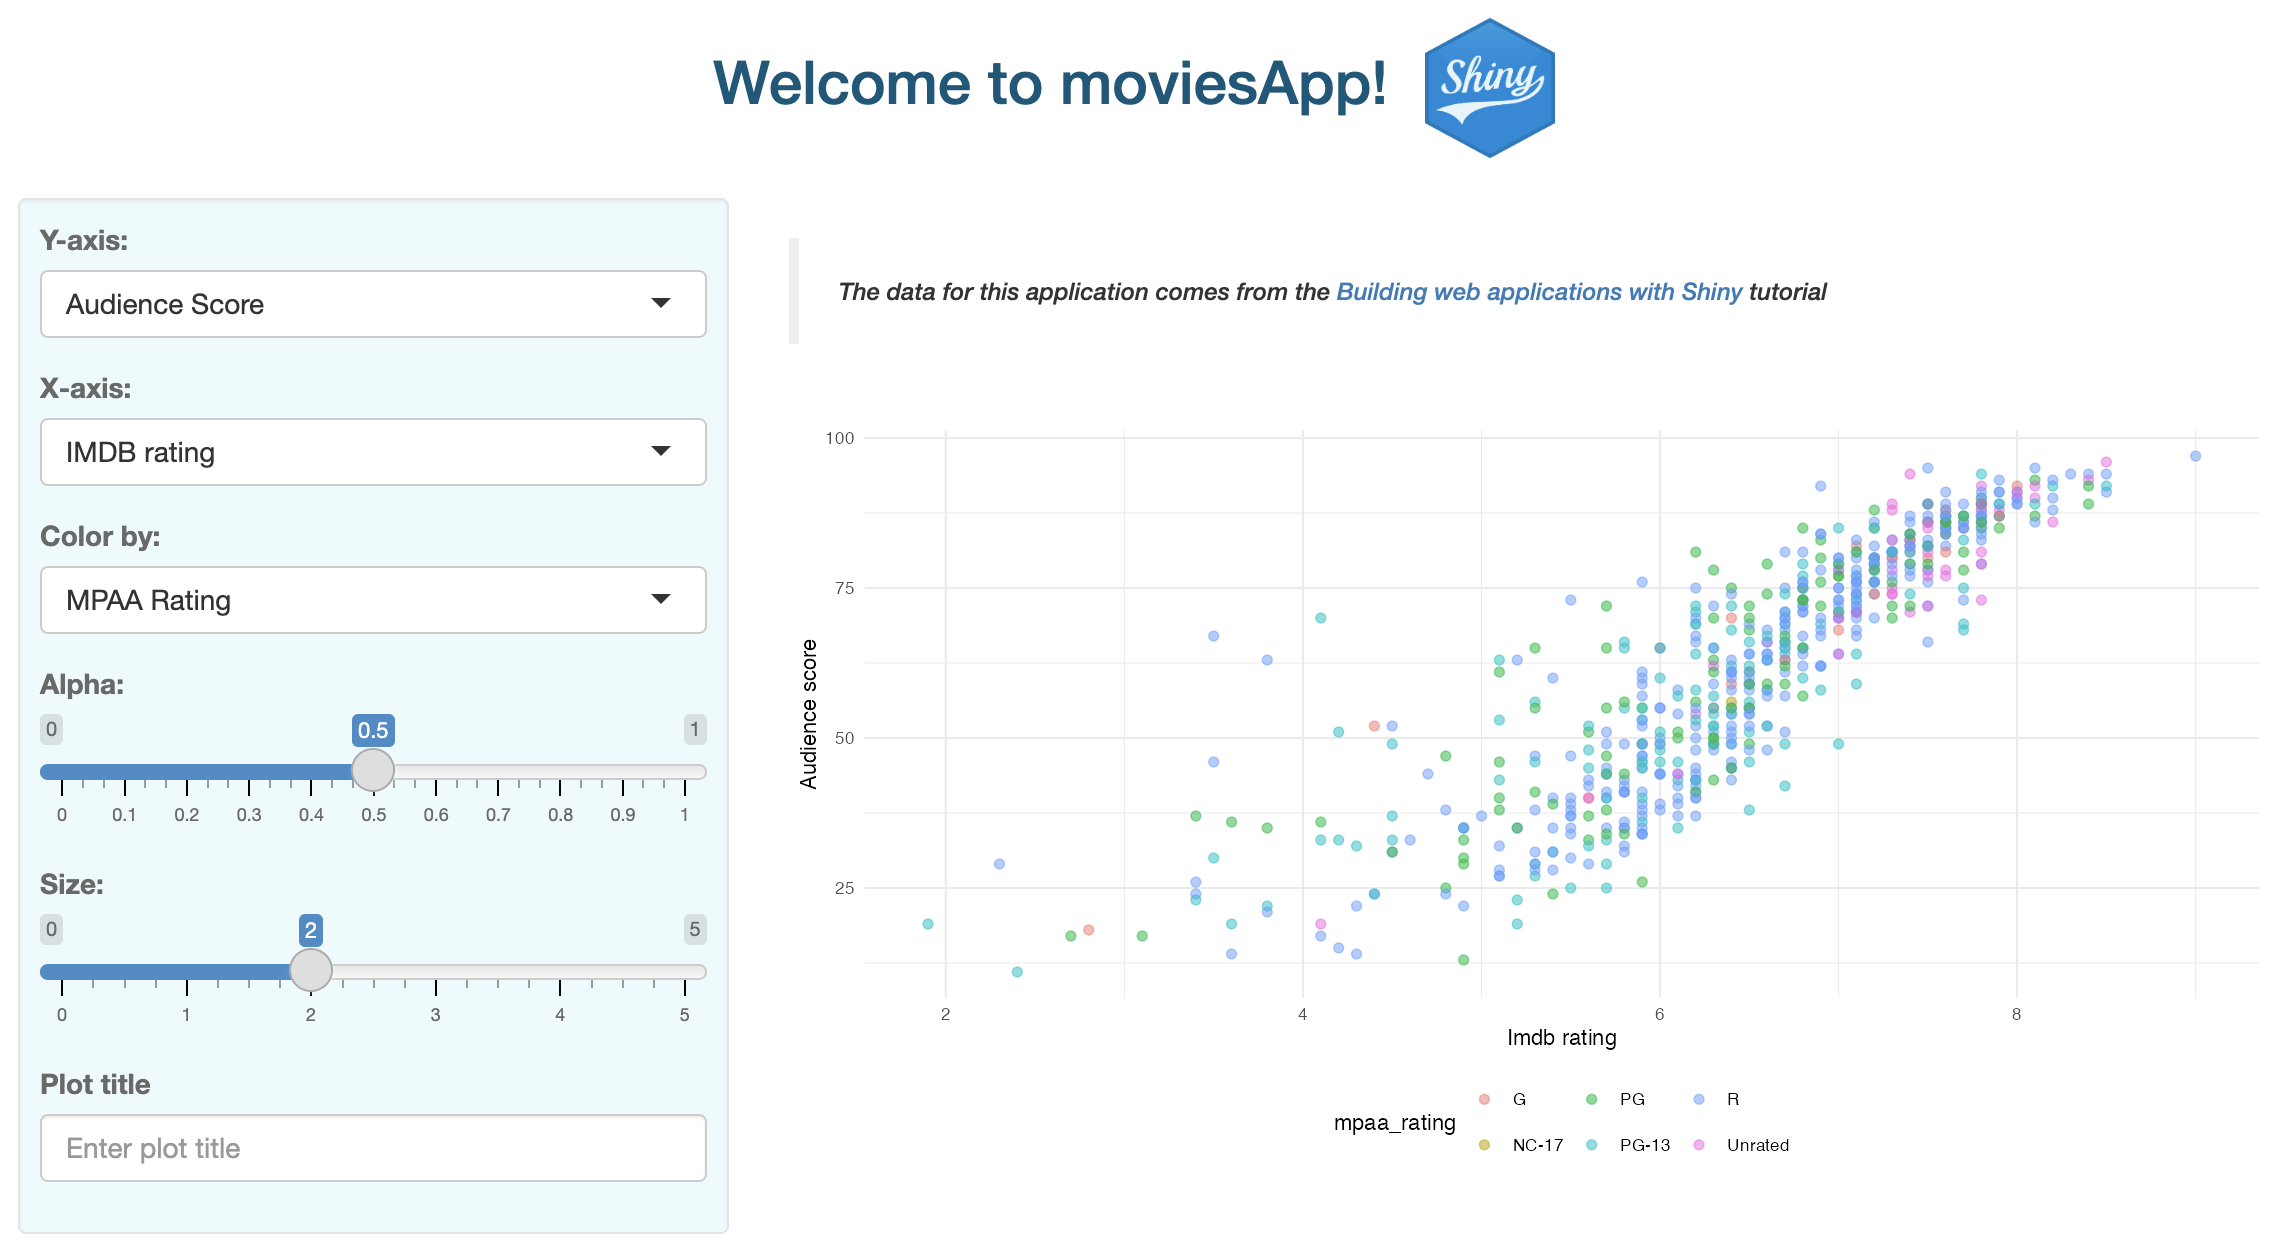 Welcome to moviesApp!
Shiny
Y-axis:
Audience Score
X-axis:
IMDB rating
Color by:
MPAA Rating
Alpha:
0 0.5 1
0 0.1 0.2 0.3 0.4 0.5 0.6 0.7 0.8 0.9 1
Size:
0 2 5
0 1 2 3 4 5
Plot title
Enter plot title
The data for this application comes from the Building web applications with Shiny tutorial
100
75
50
25
Audience score
2 4 6 8
Imdb rating
mpaa_rating
G PG R
NC-17 PG-13 Unrated